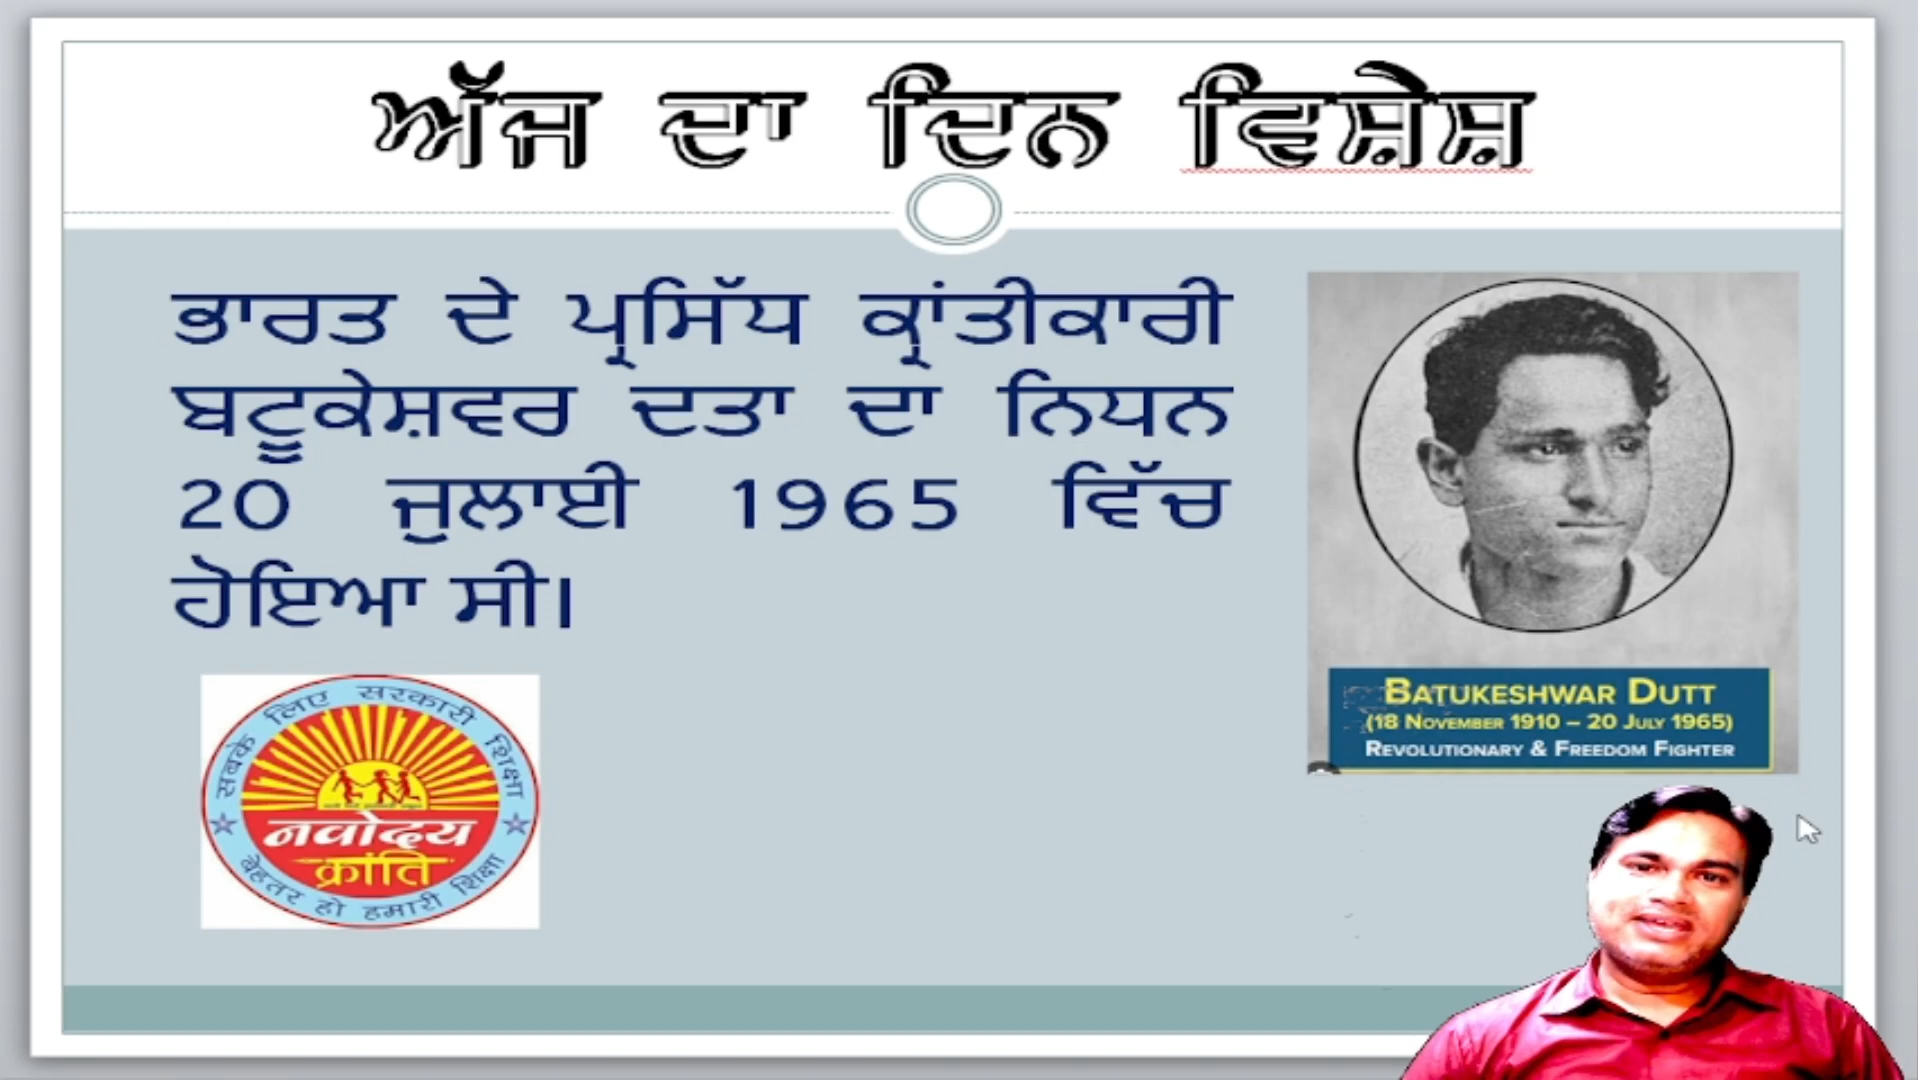 ਅੱਜ ਦਾ ਦਿਨ ਵਿਸ਼ੇਸ਼
ਭਾਰਤ ਦੇ ਪ੍ਰਸਿੱਧ ਕ੍ਰਾਂਤੀਕਾਰੀ
ਬਟੂਕੇਸ਼ਵਰ ਦਤਾ ਦਾ ਨਿਧਨ
20 ਜੁਲਾਈ 1965 ਵਿੱਚ
ਹੋਇਆ ਸੀ।
BATUKESHWAR DUTT
(18 NOVEMBER 1910 – 20 JULY 1965)
REVOLUTIONARY & FREEDOM FIGHTER
सबके लिए सरकारी शिक्षा
नवोदय
क्रांति
बेहतर हो हमारी शिक्षा